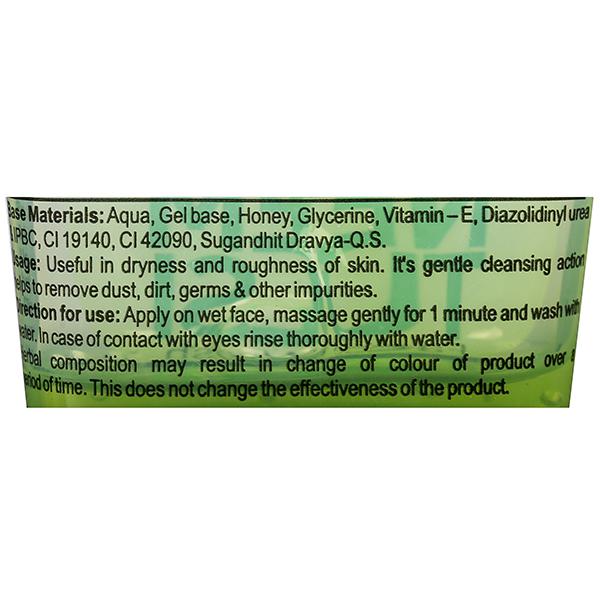 Base Materials: Aqua, Gel base, Honey, Glycerine, Vitamin – E, Diazolidinyl urea
IPBC, CI 19140, CI 42090, Sugandhit Dravya-Q.S.
Usage: Useful in dryness and roughness of skin. It's gentle cleansing action
helps to remove dust, dirt, germs & other impurities.
Direction for use: Apply on wet face, massage gently for 1 minute and wash with
water. In case of contact with eyes rinse thoroughly with water.
Herbal composition may result in change of colour of product over a
period of time. This does not change the effectiveness of the product.